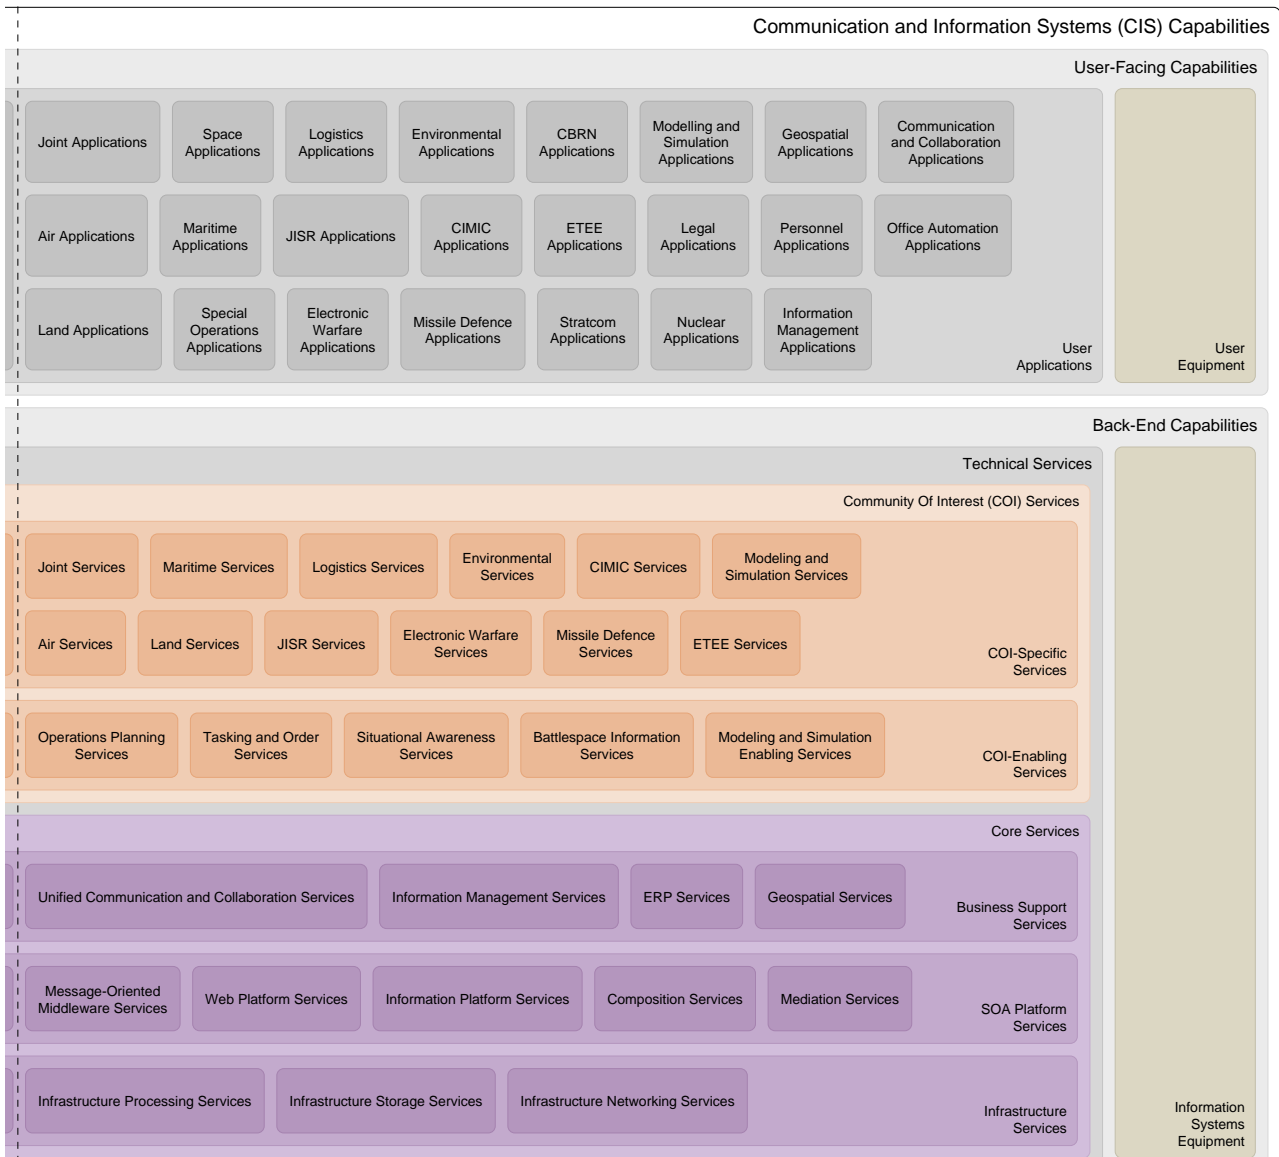 Communication and Information Systems (CIS) Capabilities
User-Facing Capabilities
Joint Applications
Space
Applications
Logistics
Applications
Environmental
Applications
CBRN
Applications
Modelling and
Simulation
Applications
Geospatial
Applications
Communication
and Collaboration
Applications
Air Applications
Maritime
Applications
JISR Applications
CIMIC
Applications
ETEE
Applications
Legal
Applications
Personnel
Applications
Office Automation
Applications
Land Applications
Special
Operations
Applications
Electronic
Warfare
Applications
Missile Defence
Applications
Stratcom
Applications
Nuclear
Applications
Information
Management
Applications
User
Applications
User
Equipment
Back-End Capabilities
Technical Services
Community Of Interest (COI) Services
Joint Services
Maritime Services
Logistics Services
Environmental
Services
CIMIC Services
Modeling and
Simulation Services
Air Services
Land Services
JISR Services
Electronic Warfare
Services
Missile Defence
Services
ETEE Services
COI-Specific
Services
Operations Planning
Services
Tasking and Order
Services
Situational Awareness
Services
Battlespace Information
Services
Modeling and Simulation
Enabling Services
COI-Enabling
Services
Core Services
Unified Communication and Collaboration Services
Information Management Services
ERP Services
Geospatial Services
Business Support
Services
Message-Oriented
Middleware Services
Web Platform Services
Information Platform Services
Composition Services
Mediation Services
SOA Platform
Services
Infrastructure Processing Services
Infrastructure Storage Services
Infrastructure Networking Services
Infrastructure
Services
Information
Systems
Equipment